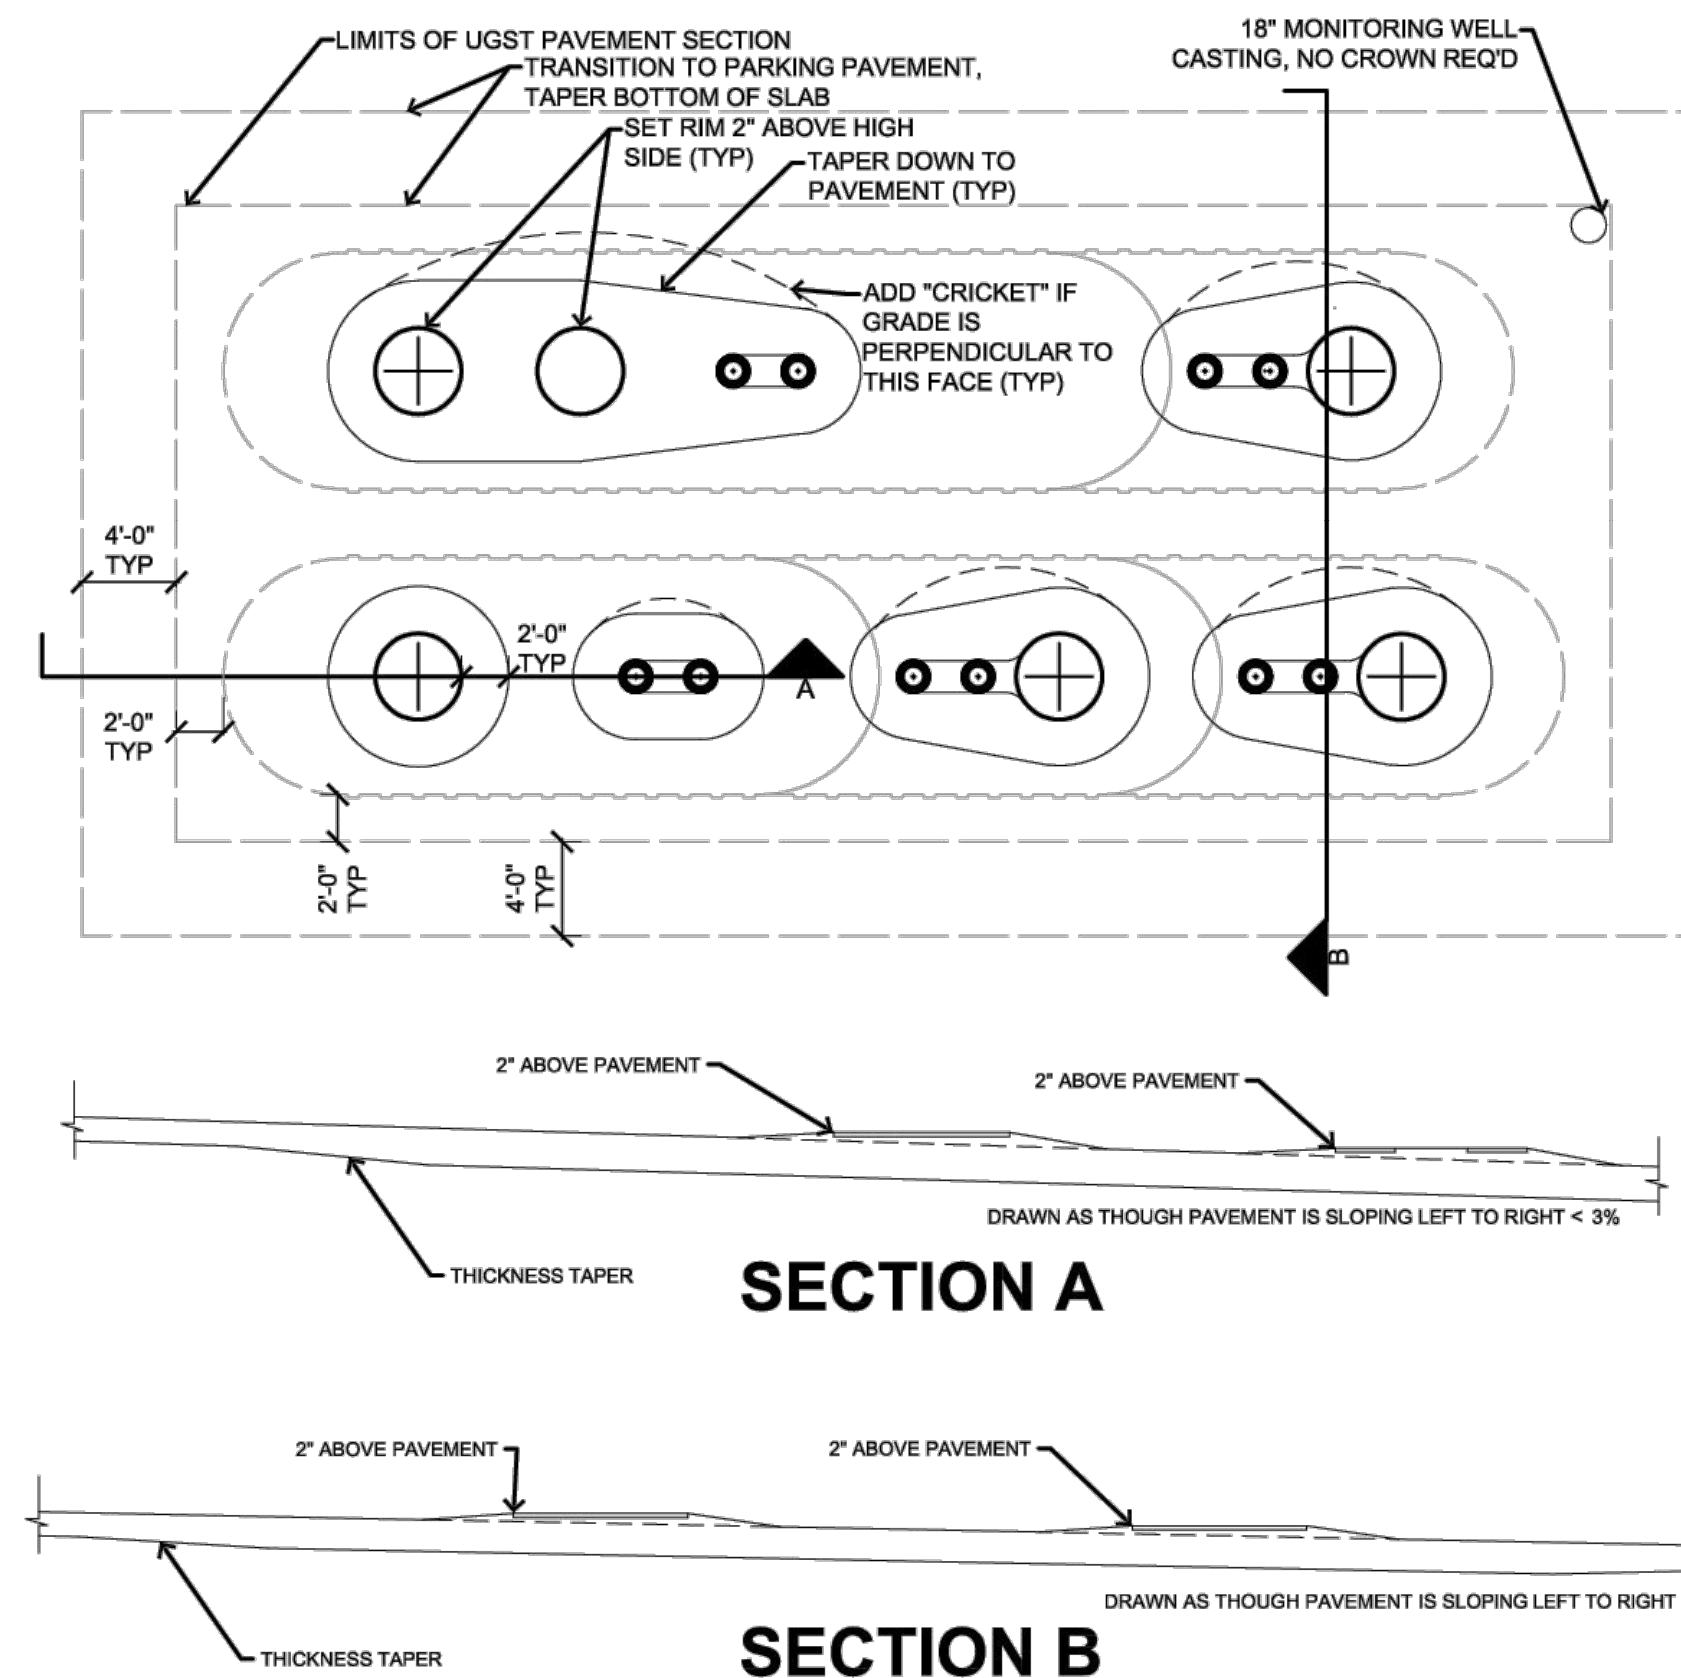 LIMITS OF UGST PAVEMENT SECTION
TRANSITION TO PARKING PAVEMENT,
TAPER BOTTOM OF SLAB
SET RIM 2" ABOVE HIGH
SIDE (TYP)
TAPER DOWN TO
PAVEMENT (TYP)
18" MONITORING WELL
CASTING, NO CROWN REQ'D
ADD "CRICKET" IF
GRADE IS
PERPENDICULAR TO
THIS FACE (TYP)
4'-0"
TYP
2'-0"
TYP
A
2'-0"
TYP
2'-0"
TYP
4'-0"
TYP
B
2" ABOVE PAVEMENT
2" ABOVE PAVEMENT
DRAWN AS THOUGH PAVEMENT IS SLOPING LEFT TO RIGHT < 3%
THICKNESS TAPER
SECTION A
2" ABOVE PAVEMENT
2" ABOVE PAVEMENT
DRAWN AS THOUGH PAVEMENT IS SLOPING LEFT TO RIGHT
THICKNESS TAPER
SECTION B